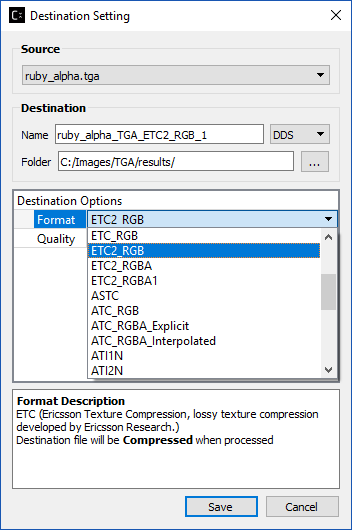 Destination Setting
Source
ruby_alpha.tga
Destination
Name ruby_alpha_TGA_ETC2_RGB_1 DDS
Folder C:/Images/TGA/results/ ...
Destination Options
Format ETC2_RGB
Quality
ETC_RGB
ETC2_RGB
ETC2_RGBA
ETC2_RGBA1
ASTC
ATC_RGB
ATC_RGBA_Explicit
ATC_RGBA_Interpolated
ATI1N
ATI2N
Format Description
ETC (Ericsson Texture Compression, lossy texture compression
developed by Ericsson Research.)
Destination file will be Compressed when processed
Save Cancel